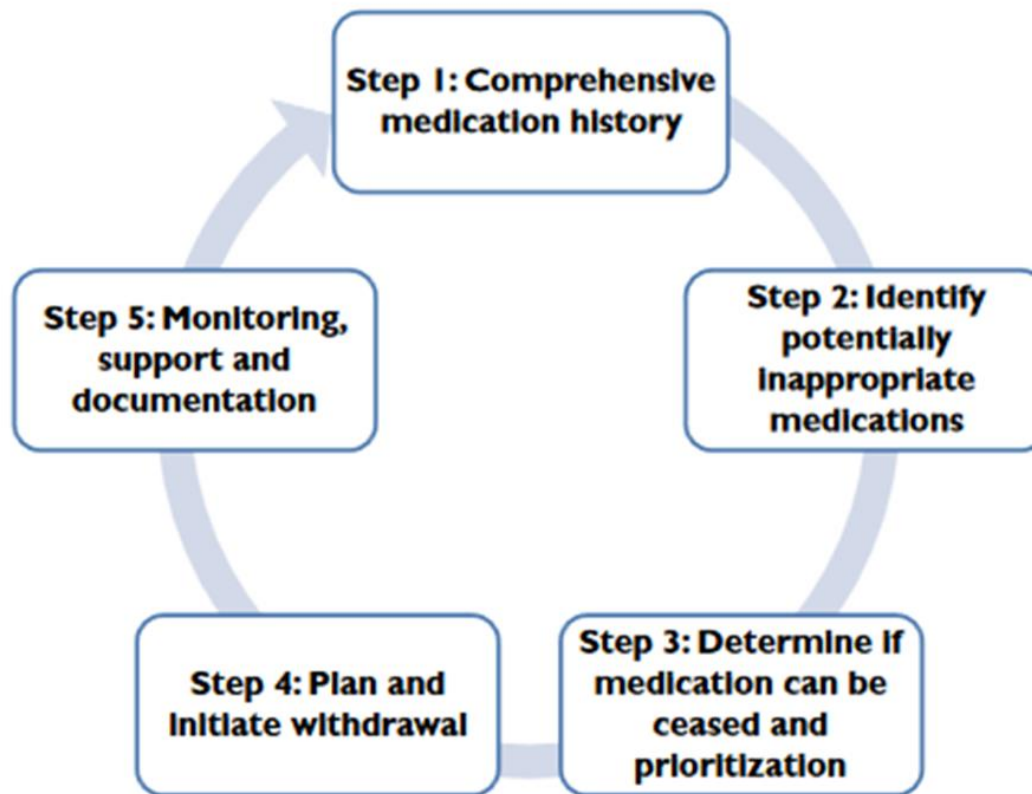 Step 1: Comprehensive
medication history
Step 2: Identify
potentially
inappropriate
medications
Step 3: Determine if
medication can be
ceased and
prioritization
Step 4: Plan and
initiate withdrawal
Step 5: Monitoring,
support and
documentation